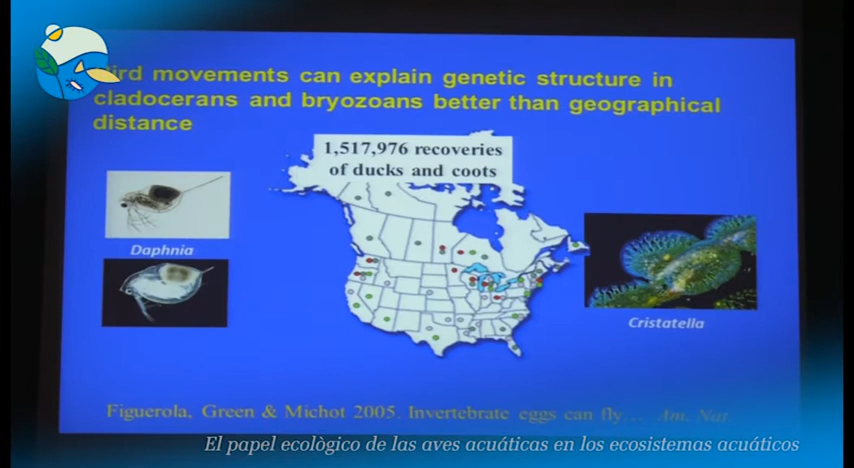 Bird movements can explain genetic structure in
cladocerans and bryozoans better than geographical
distance
1,517,976 recoveries
of ducks and coots
Daphnia
Cristatella
Figuerola, Green & Michot 2005. Invertebrate eggs can fly... Am. Nat.
El papel ecològico de las aves acuáticas en los ecosistemas acuáticos